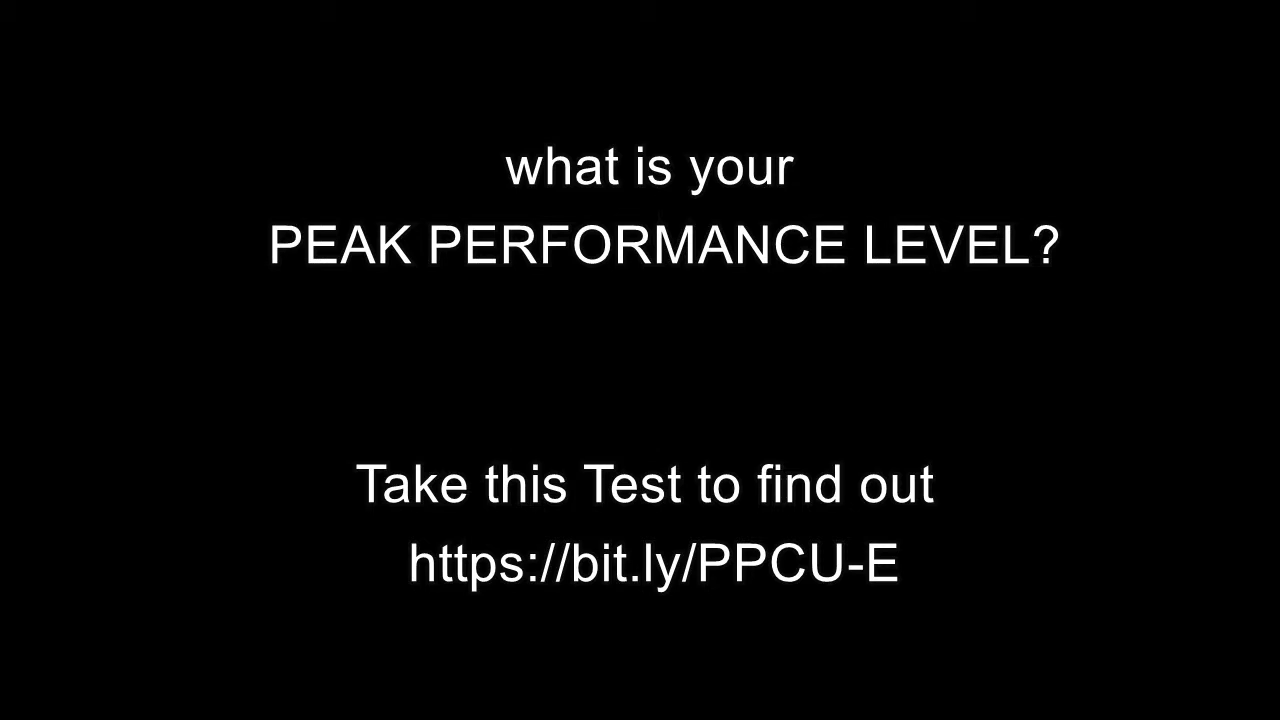 what is your
PEAK PERFORMANCE LEVEL?
Take this Test to find out
https://bit.ly/PPCU-E